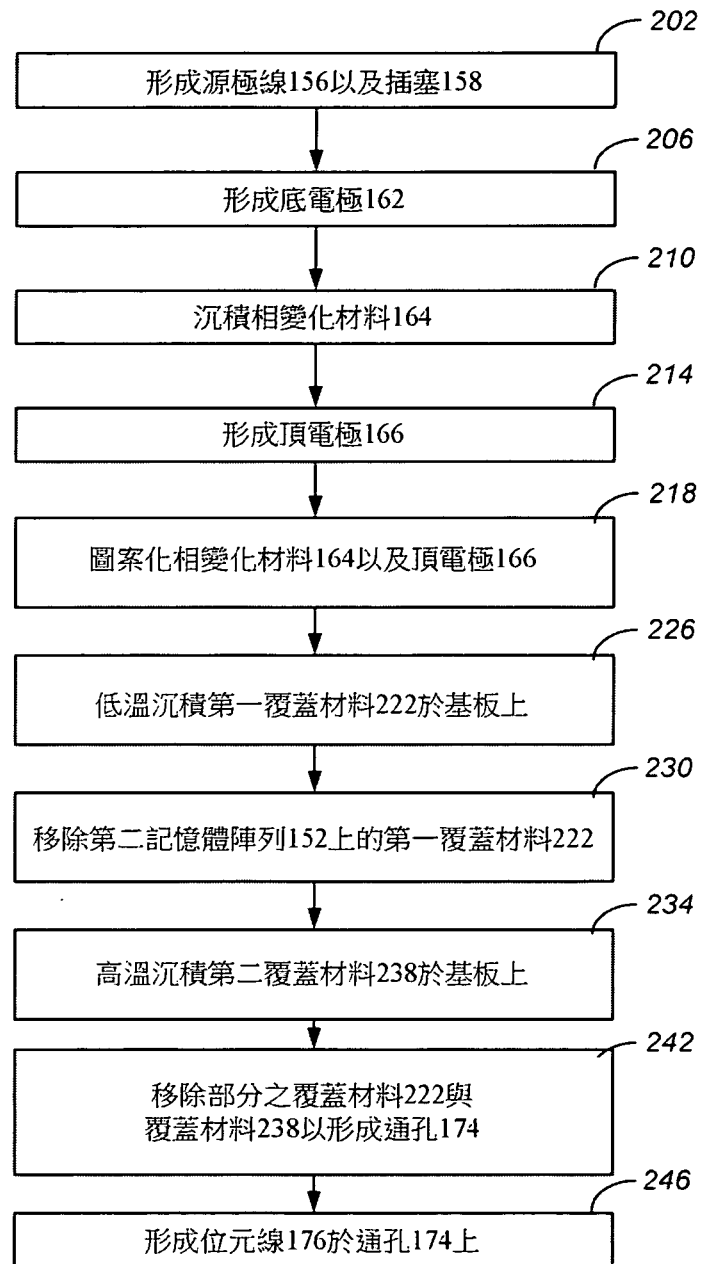 202
形成源極線156以及插塞158
206
形成底電極162
210
沉積相變化材料164
214
形成頂電極166
218
圖案化相變化材料164以及頂電極166
226
低溫沉積第一覆蓋材料222於基板上
230
移除第二記憶體陣列152上的第一覆蓋材料222
234
高溫沉積第二覆蓋材料238於基板上
242
移除部分之覆蓋材料222與
覆蓋材料238以形成通孔174
246
形成位元線176於通孔174上